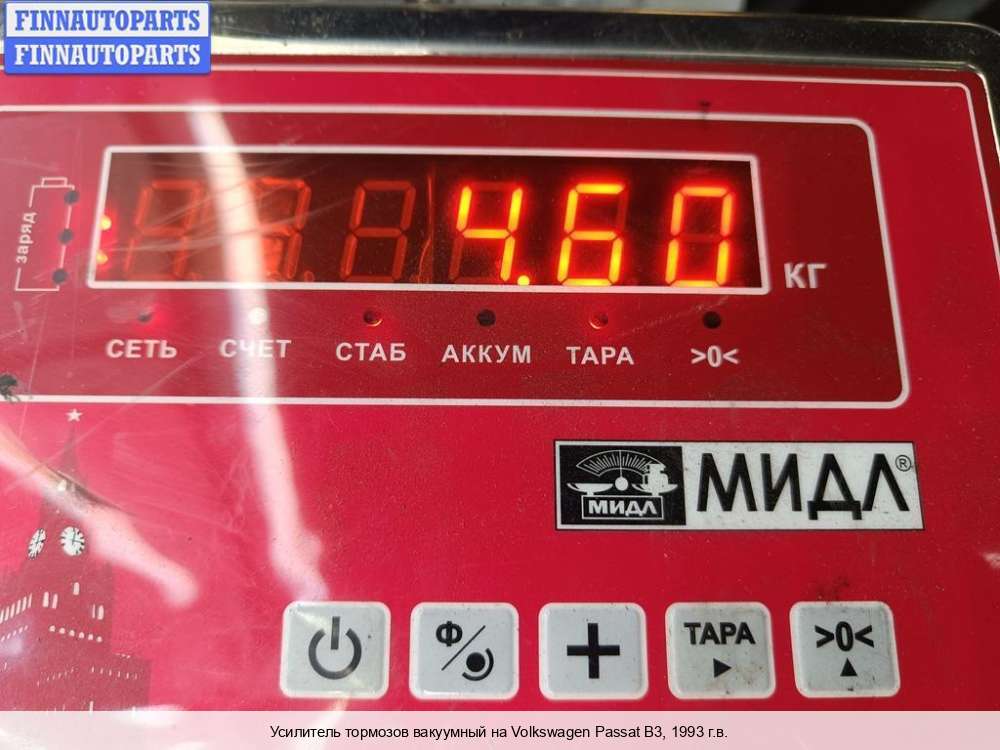 FINNAUTOPARTS
FINNAUTOPARTS
заряд
4.60
КГ
СЕТЬ СЧЕТ СТАБ АККУМ ТАРА >0<
МИДЛ
МИДЛ®
Ф ТАРА >0<
Усилитель тормозов вакуумный на Volkswagen Passat B3, 1993 г.в.